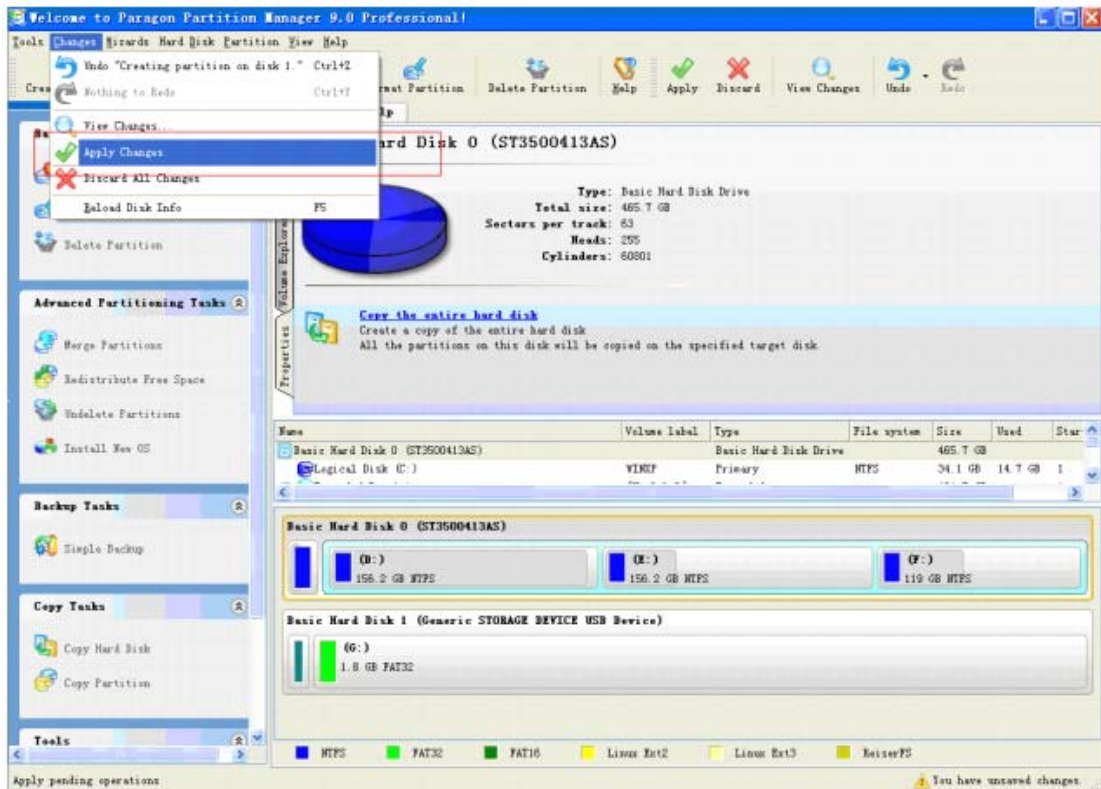 Welcome to Paragon Partition Manager 9.0 Professional!
Tools Changes Wizards Hard Disk Partition View Help
Undo "Creating partition on disk 1." Ctrl+Z
Nothing to Redo
View Changes...
Apply Changes
Discard All Changes
Reload Disk Info F5
Partition Delete Partition Help Apply Discard View Changes Undo Redo
Delete Partition
Advanced Partitioning Tasks
Merge Partitions
Redistribute Free Space
Undelete Partitions
Install New OS
Backup Tasks
Simple Backup
Copy Tasks
Copy Hard Disk
Copy Partition
Tools
Disk 0 (ST3500413AS)
Type: Basic Hard Disk Drive
Total size: 465.7 GB
Sectors per track: 63
Heads: 255
Cylinders: 60801
Volume Explorer
Properties
Copy the entire hard disk
Create a copy of the entire hard disk
All the partitions on this disk will be copied on the specified target disk
Name Volume label Type File system Size Used Star
Basic Hard Disk 0 (ST3500413AS) Basic Hard Disk Drive 465.7 GB
Logical Disk (C:) WINXP Primary NTFS 34.1 GB 14.7 GB 1
Basic Hard Disk 0 (ST3500413AS)
(D:) (E:) (F:)
156.2 GB NTFS 156.2 GB NTFS 119 GB NTFS
Basic Hard Disk 1 (Generic STORAGE DEVICE USB Device)
(G:)
1.8 GB FAT32
NTFS FAT32 FAT16 Linux Ext2 Linux Ext3 ReiserFS
Apply pending operations
You have unsaved changes.